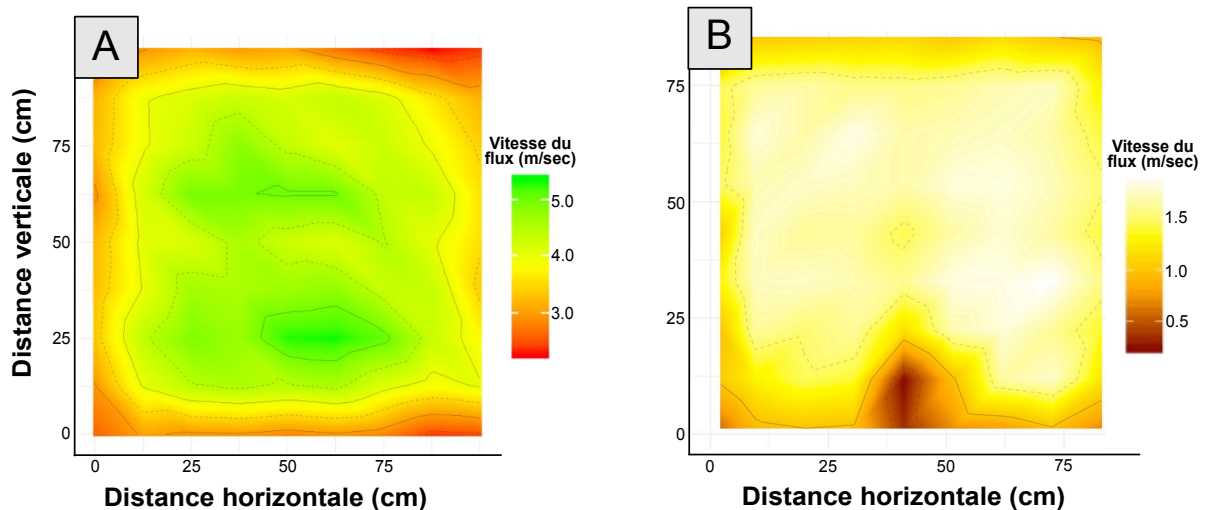 A
Distance verticale (cm)
75
50
25
0
0
25
50
75
Distance horizontale (cm)
Vitesse du
flux (m/sec)
5.0
4.0
3.0
B
75
50
25
0
0
25
50
75
Distance horizontale (cm)
Vitesse du
flux (m/sec)
1.5
1.0
0.5